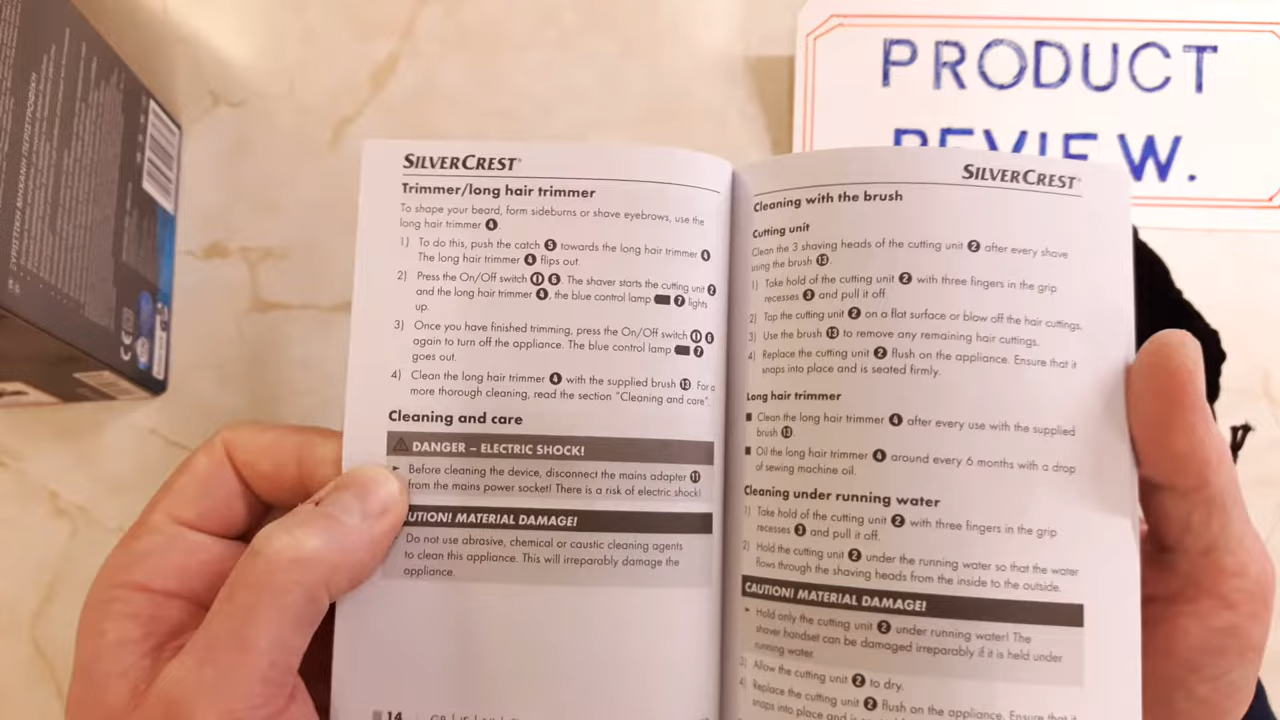 PRODUCT
REVIEW.
SILVERCREST®
Trimmer/long hair trimmer
To shape your beard, form sideburns or shave eyebrows, use the
long hair trimmer 4.
1) To do this, push the catch 5 towards the long hair trimmer 4
The long hair trimmer 4 flips out.
2) Press the On/Off switch 6. The shaver starts the cutting unit 2
and the long hair trimmer 4, the blue control lamp 7 lights
up.
3) Once you have finished trimming, press the On/Off switch 6
again to turn off the appliance. The blue control lamp 7
goes out.
4) Clean the long hair trimmer 4 with the supplied brush 13. For a
more thorough cleaning, read the section "Cleaning and care".
Cleaning and care
DANGER – ELECTRIC SHOCK!
► Before cleaning the device, disconnect the mains adapter 11
from the mains power socket! There is a risk of electric shock!
UTION! MATERIAL DAMAGE!
Do not use abrasive, chemical or caustic cleaning agents
to clean this appliance. This will irreparably damage the
appliance.
14
SILVERCREST®
Cleaning with the brush
Cutting unit
Clean the 3 shaving heads of the cutting unit 2 after every shave
using the brush 13.
1) Take hold of the cutting unit 2 with three fingers in the grip
recesses 3 and pull it off.
2) Tap the cutting unit 2 on a flat surface or blow off the hair cuttings.
3) Use the brush 13 to remove any remaining hair cuttings.
4) Replace the cutting unit 2 flush on the appliance. Ensure that it
snaps into place and is seated firmly.
Long hair trimmer
■ Clean the long hair trimmer 4 after every use with the supplied
brush 13.
■ Oil the long hair trimmer 4 around every 6 months with a drop
of sewing machine oil.
Cleaning under running water
1) Take hold of the cutting unit 2 with three fingers in the grip
recesses 3 and pull it off.
2) Hold the cutting unit 2 under the running water so that the water
flows through the shaving heads from the inside to the outside.
CAUTION! MATERIAL DAMAGE!
► Hold only the cutting unit 2 under running water! The
shaver handset can be damaged irreparably if it is held under
running water.
3) Allow the cutting unit 2 to dry.
4) Replace the cutting unit 2 flush on the appliance. Ensure that it
snaps into place and is